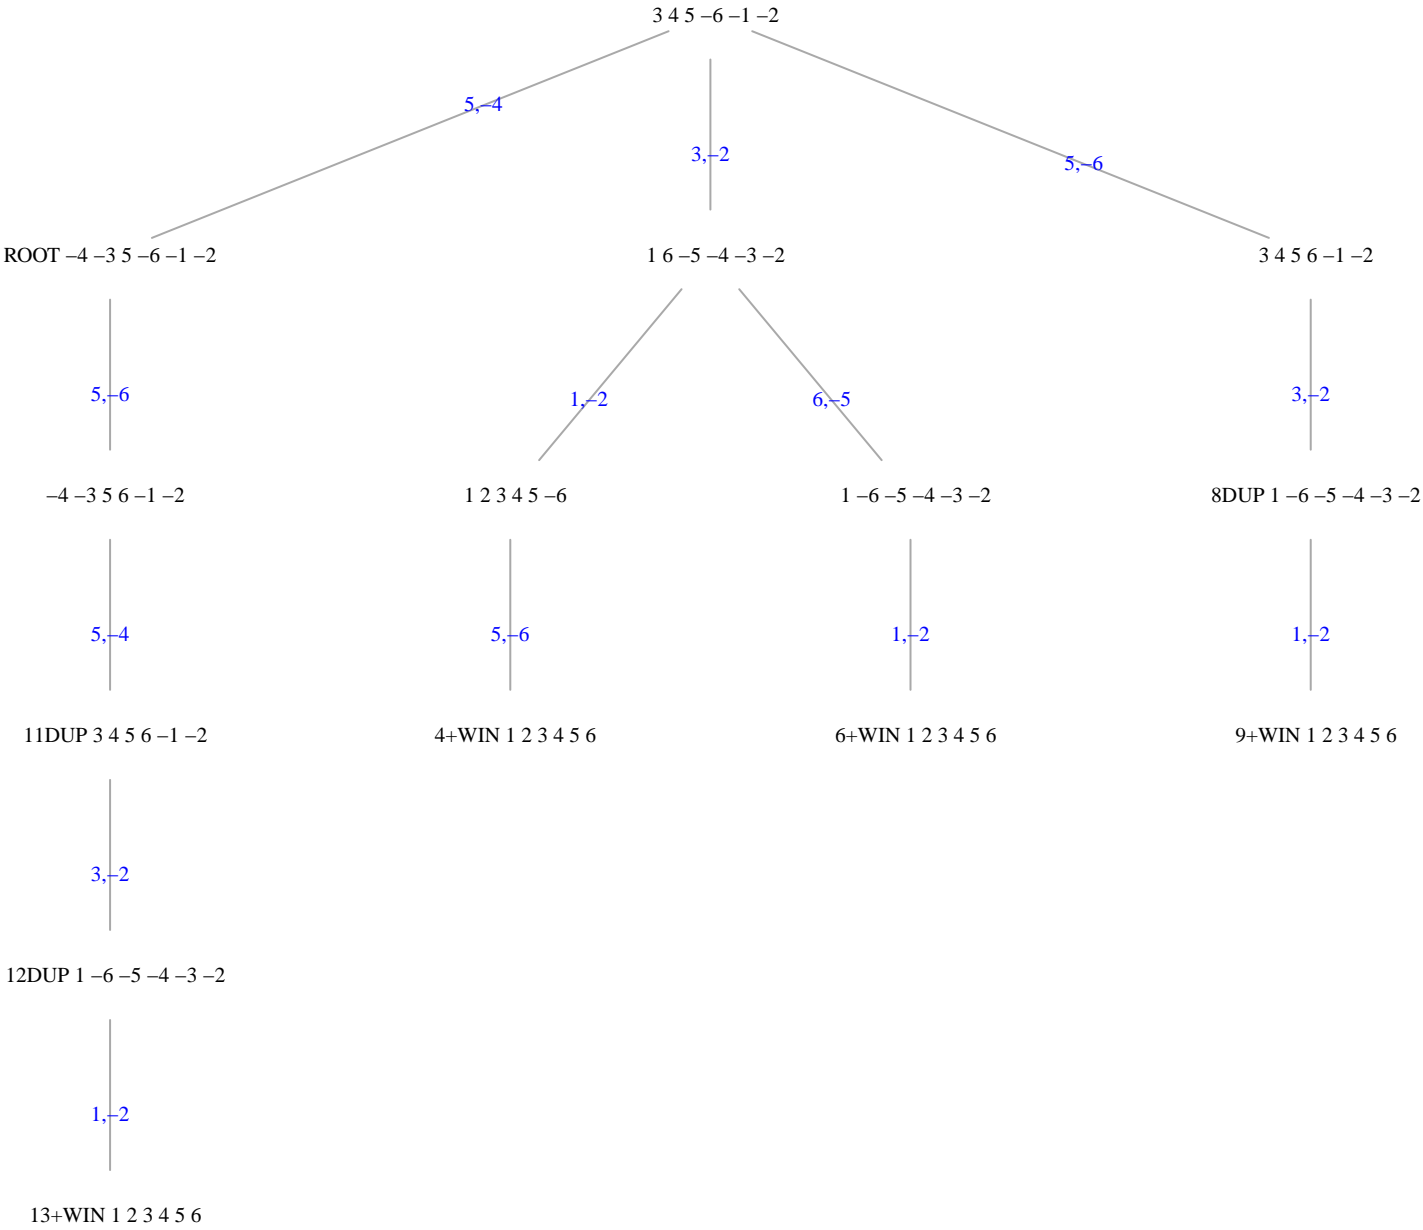 3 4 5 –6 –1 –2
5,–4
3,–2
5,–6
ROOT –4 –3 5 –6 –1 –2
1 6 –5 –4 –3 –2
3 4 5 6 –1 –2
5,–6
1,–2
6,–5
3,–2
–4 –3 5 6 –1 –2
1 2 3 4 5 –6
1 –6 –5 –4 –3 –2
8DUP 1 –6 –5 –4 –3 –2
5,–4
5,–6
1,–2
1,–2
11DUP 3 4 5 6 –1 –2
4+WIN 1 2 3 4 5 6
6+WIN 1 2 3 4 5 6
9+WIN 1 2 3 4 5 6
3,–2
12DUP 1 –6 –5 –4 –3 –2
1,–2
13+WIN 1 2 3 4 5 6